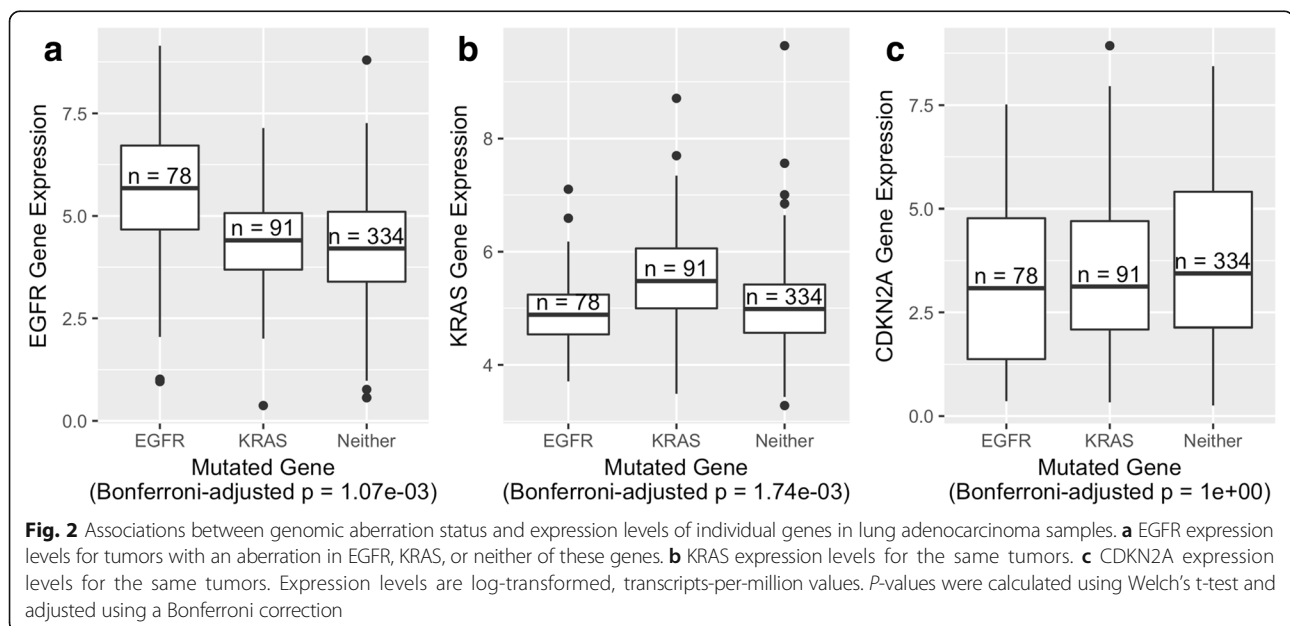 a
EGFR Gene Expression
7.5
5.0
2.5
0.0
n = 78
n = 91
n = 334
EGFR KRAS Neither
Mutated Gene
(Bonferroni-adjusted p = 1.07e-03)
b
KRAS Gene Expression
8
6
4
n = 78
n = 91
n = 334
EGFR KRAS Neither
Mutated Gene
(Bonferroni-adjusted p = 1.74e-03)
c
CDKN2A Gene Expression
7.5
5.0
2.5
0.0
n = 78
n = 91
n = 334
EGFR KRAS Neither
Mutated Gene
(Bonferroni-adjusted p = 1e+00)
Fig. 2 Associations between genomic aberration status and expression levels of individual genes in lung adenocarcinoma samples. a EGFR expression
levels for tumors with an aberration in EGFR, KRAS, or neither of these genes. b KRAS expression levels for the same tumors. c CDKN2A expression
levels for the same tumors. Expression levels are log-transformed, transcripts-per-million values. P-values were calculated using Welch's t-test and
adjusted using a Bonferroni correction